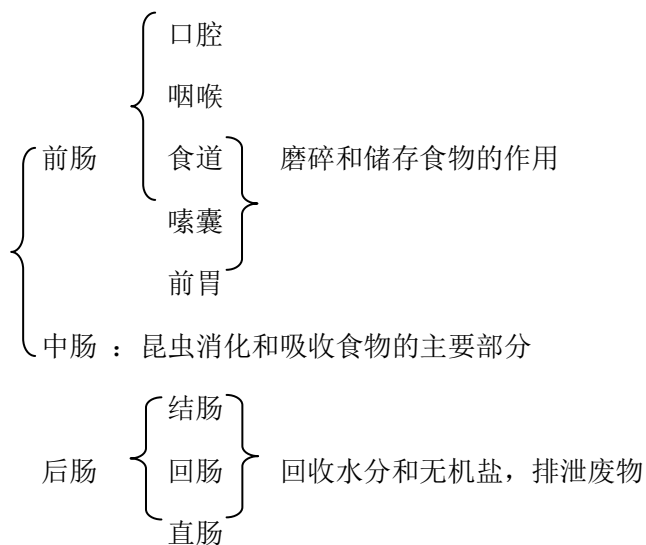 口腔
咽喉
前肠 食道 磨碎和储存食物的作用
嗉囊
前胃
中肠 ：昆虫消化和吸收食物的主要部分
结肠
后肠 回肠 回收水分和无机盐，排泄废物
直肠